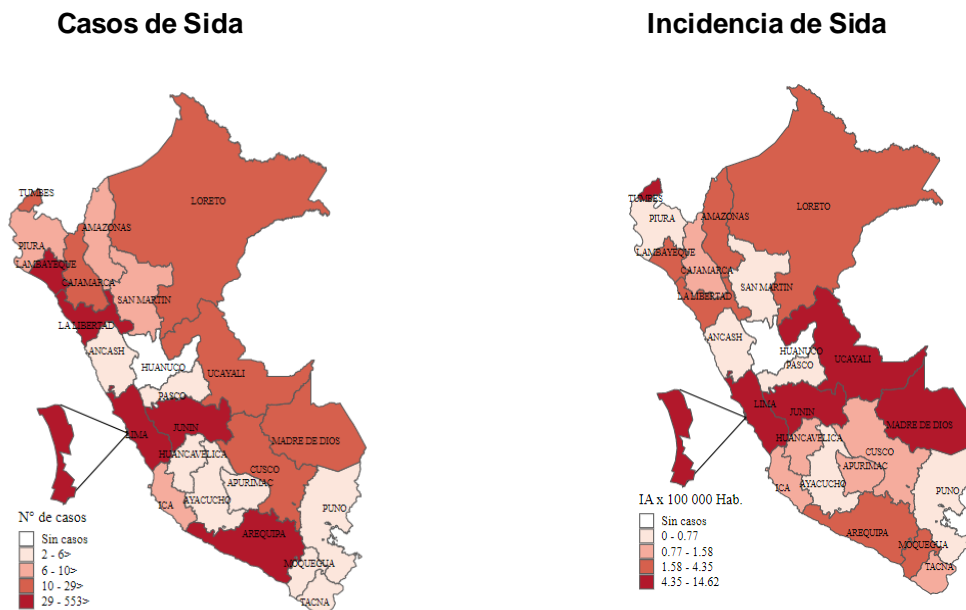 Casos de Sida
Incidencia de Sida
TUMBES
LORETO
AMAZONAS
PIURA
LAMBAYEQUE
CAJAMARCA
SAN MARTIN
LA LIBERTAD
ANCASH
HUANUCO
UCAYALI
PASCO
LIMA
JUNIN
MADRE DE DIOS
HUANCAVELICA
CUSCO
APURIMAC
AYACUCHO
ICA
PUNO
AREQUIPA
MOQUEGUA
TACNA
N° de casos
Sin casos
2 - 6>
6 - 10>
10 - 29>
29 - 553>
TUMBES
PIURA
AMAZONAS
LORETO
LAMBAYEQUE
CAJAMARCA
SAN MARTIN
LA LIBERTAD
ANCASH
HUANUCO
UCAYALI
PASCO
LIMA
JUNIN
MADRE DE DIOS
HUANCAVELICA
CUSCO
APURIMAC
ICA
AYACUCHO
PUNO
AREQUIPA
MOQUEGUA
TACNA
IA x 100 000 Hab.
Sin casos
0 - 0.77
0.77 - 1.58
1.58 - 4.35
4.35 - 14.62